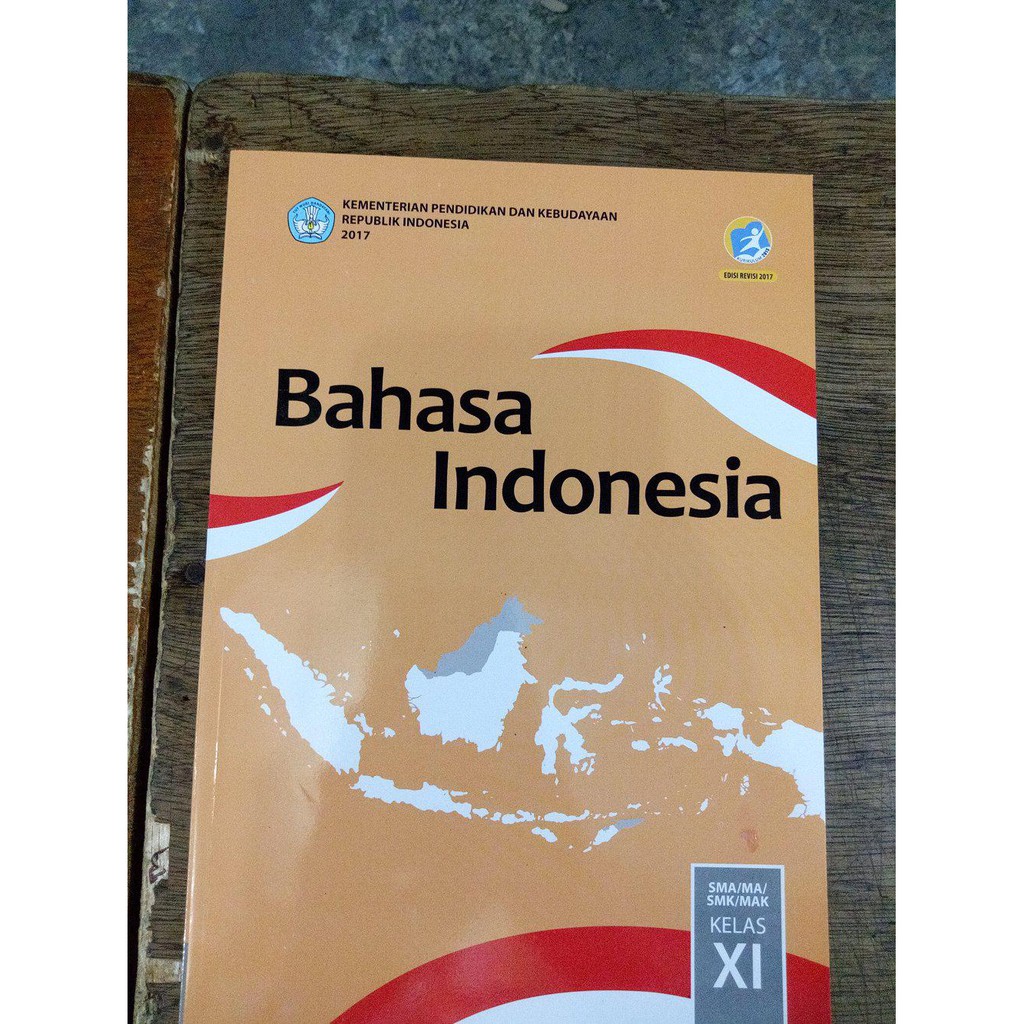 KEMENTERIAN PENDIDIKAN DAN KEBUDAYAAN
REPUBLIK INDONESIA
2017
EDISI REVISI 2017
Bahasa
Indonesia
SMA/MA/
SMK/MAK
KELAS
XI